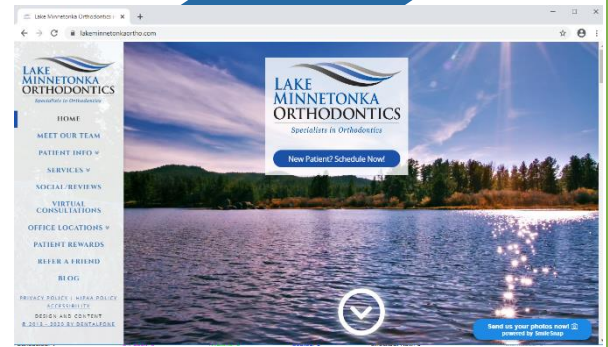 Lake Minnetonka Orthodontics
lakeminnetonkaortho.com
LAKE
MINNETONKA
ORTHODONTICS
Specialists in Orthodontics
HOME
MEET OUR TEAM
PATIENT INFO
SERVICES
SOCIAL/REVIEWS
VIRTUAL
CONSULTATIONS
OFFICE LOCATIONS
PATIENT REWARDS
REFER A FRIEND
BLOG
PRIVACY POLICY | HIPAA POLICY
ACCESSIBILITY
DESIGN AND CONTENT
© 2013 - 2020 BY DENTALFONE
LAKE
MINNETONKA
ORTHODONTICS
Specialists in Orthodontics
New Patient? Schedule Now!
Send us your photos now!
powered by SmileSnap